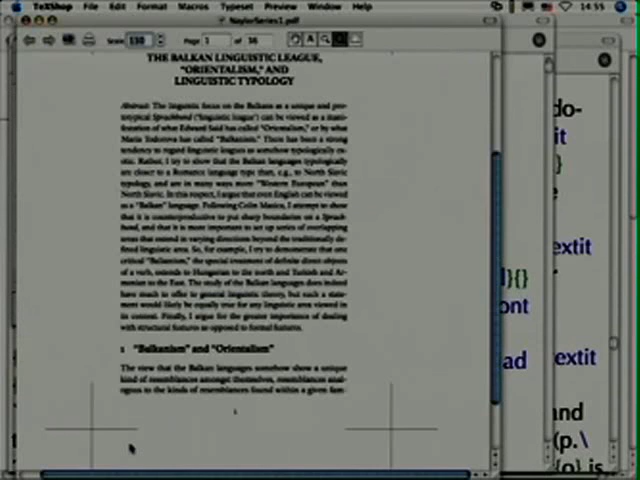 TeXShop File Edit Format Macros Typeset Preview Window Help 14 55
NaylorSeries1.pdf
Scale 150 Page 1 of 36
THE BALKAN LINGUISTIC LEAGUE,
"ORIENTALISM," AND
LINGUISTIC TYPOLOGY
Abstract: The linguistic focus on the Balkans as a unique and pro-
totypical Sprachbund ('linguistic league') can be viewed as a mani-
festation of what Edward Said has called "Orientalism," or by what
Maria Todorova has called "Balkanism." There has been a strong
tendency to regard linguistic leagues as somehow typologically ex-
otic. Rather, I try to show that the Balkan languages typologically
are closer to a Romance language type than, e.g., to North Slavic
typology, and are in many ways more "Western European" than
North Slavic. In this respect, I argue that even English can be viewed
as a "Balkan" language. Following Colin Masica, I attempt to show
that it is counterproductive to put sharp boundaries on a Sprach-
bund, and that it is more important to set up series of overlapping
areas that extend in varying directions beyond the traditionally de-
fined linguistic area. So, for example, I try to demonstrate that one
critical "Balkanism," the special treatment of definite direct objects
of a verb, extends to Hungarian to the north and Turkish and Ar-
menian to the East. The study of the Balkan languages does indeed
have much to offer to general linguistic theory, but such a state-
ment would likely be equally true for any linguistic area viewed in
its context. Finally, I argue for the greater importance of dealing
with structural features as opposed to formal features.
1 "Balkanism" and "Orientalism"
The view that the Balkan languages somehow show a unique
kind of resemblances amongst themselves, resemblances anal-
ogous to the kinds of resemblances found within a given fam-
1
do-
it
}
e
extit
l}{}
ont
ad
extit
and
(p.\
{o} is